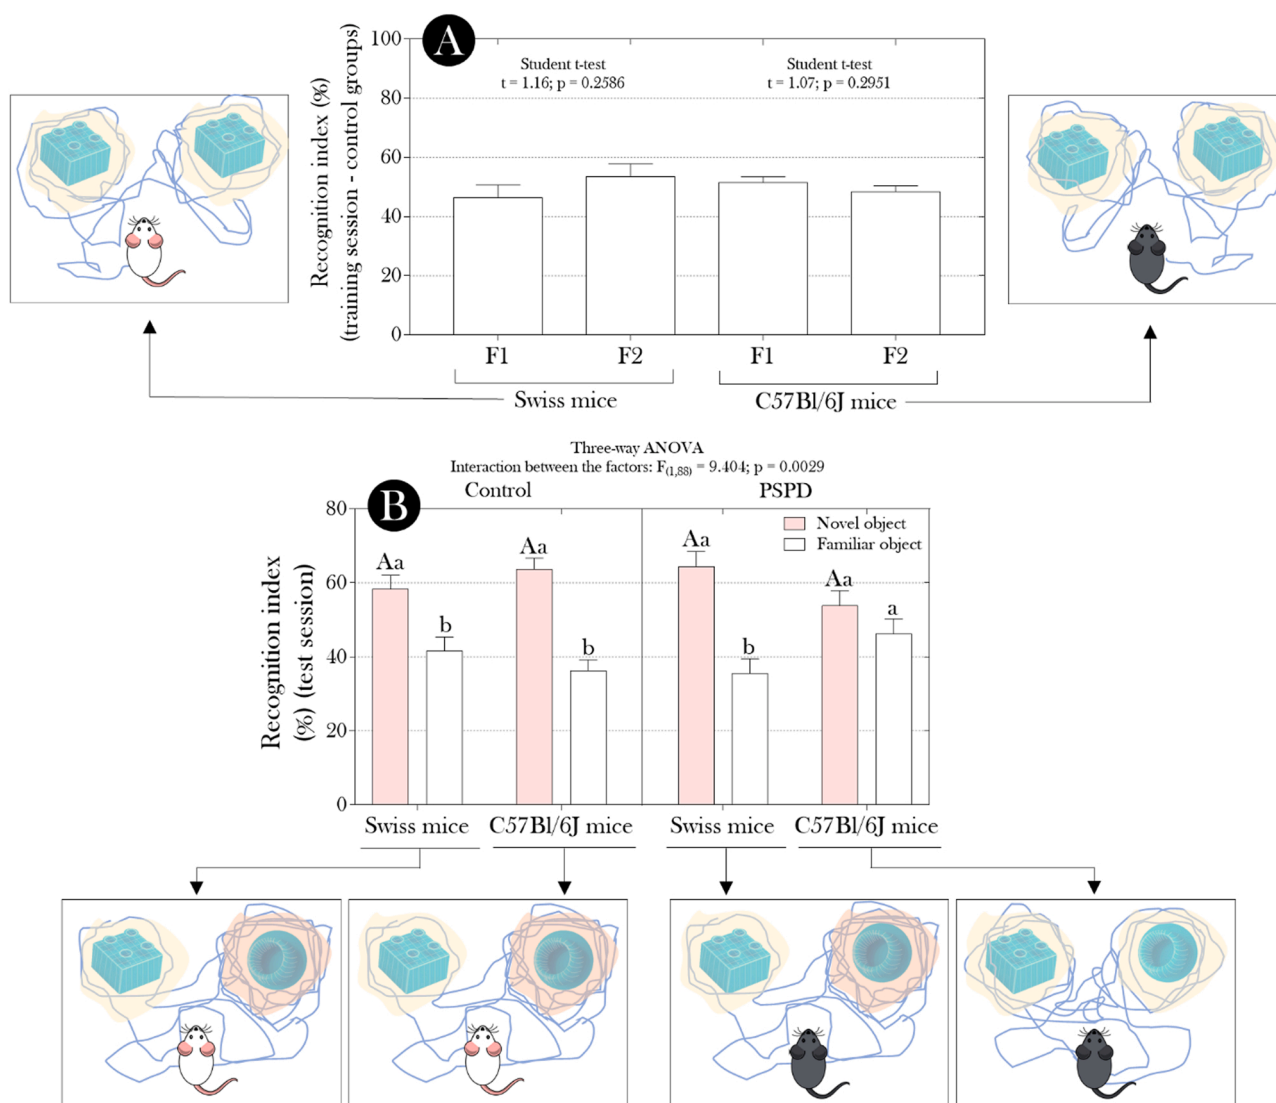 A
Recognition index (%)
(training session - control groups)
100
80
60
40
20
0
Student t-test
t = 1.16; p = 0.2586
Student t-test
t = 1.07; p = 0.2951
F1
F2
F1
F2
Swiss mice
C57Bl/6J mice
Three-way ANOVA
Interaction between the factors: F(1,88) = 9.404; p = 0.0029
Control
PSPD
B
Recognition index
(%) (test session)
80
60
40
20
0
Novel object
Familiar object
Aa
b
Aa
b
Aa
b
Aa
a
Swiss mice
C57Bl/6J mice
Swiss mice
C57Bl/6J mice